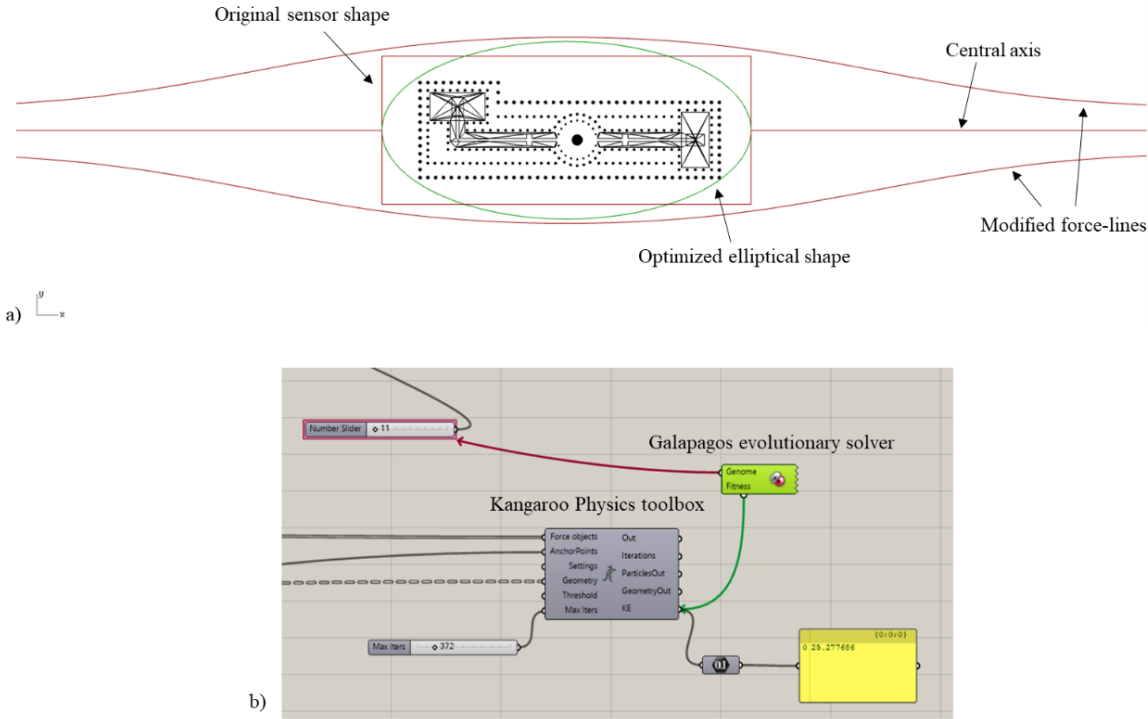 Original sensor shape
Central axis
Modified force-lines
Optimized elliptical shape
a)
y
x
Number Slider
11
Galapagos evolutionary solver
Genome
Fitness
Kangaroo Physics toolbox
Force objects
Out
AnchorPoints
Iterations
Settings
ParticlesOut
Geometry
GeometryOut
Threshold
Max Iters
KE
Max Iters
372
0.1
{0;0;0}
0 25.277686
b)